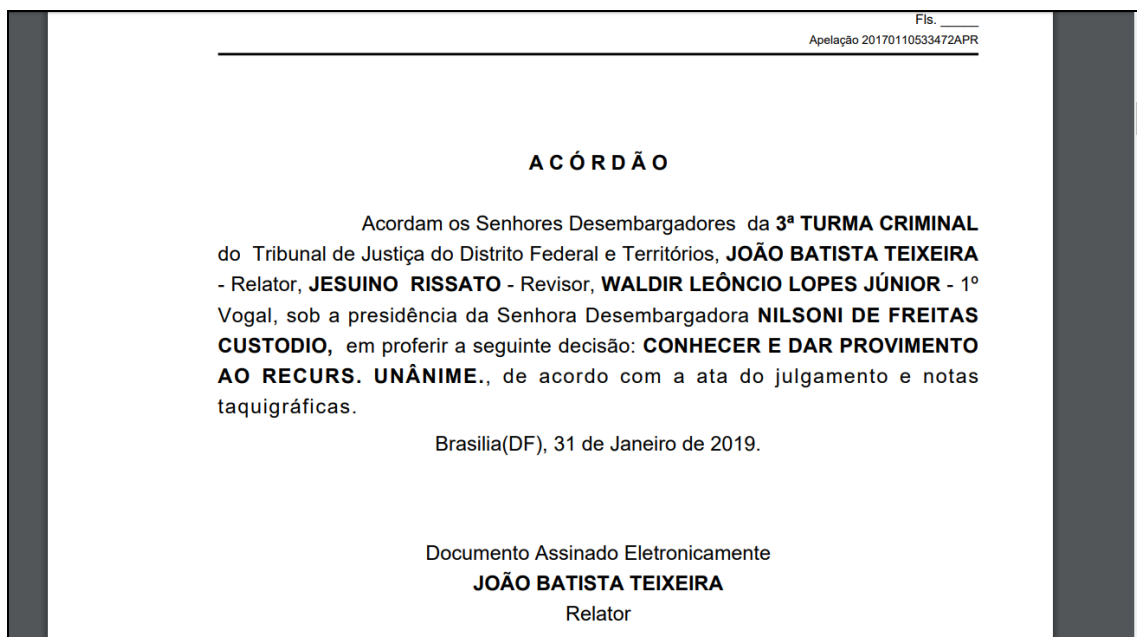 Fls. _____
Apelação 20170110533472APR
A C Ó R D Ã O
Acordam os Senhores Desembargadores da 3ª TURMA CRIMINAL
do Tribunal de Justiça do Distrito Federal e Territórios, JOÃO BATISTA TEIXEIRA
- Relator, JESUINO RISSATO - Revisor, WALDIR LEÔNCIO LOPES JÚNIOR - 1º
Vogal, sob a presidência da Senhora Desembargadora NILSONI DE FREITAS
CUSTODIO, em proferir a seguinte decisão: CONHECER E DAR PROVIMENTO
AO RECURS. UNÂNIME., de acordo com a ata do julgamento e notas
taquigráficas.
Brasilia(DF), 31 de Janeiro de 2019.
Documento Assinado Eletronicamente
JOÃO BATISTA TEIXEIRA
Relator